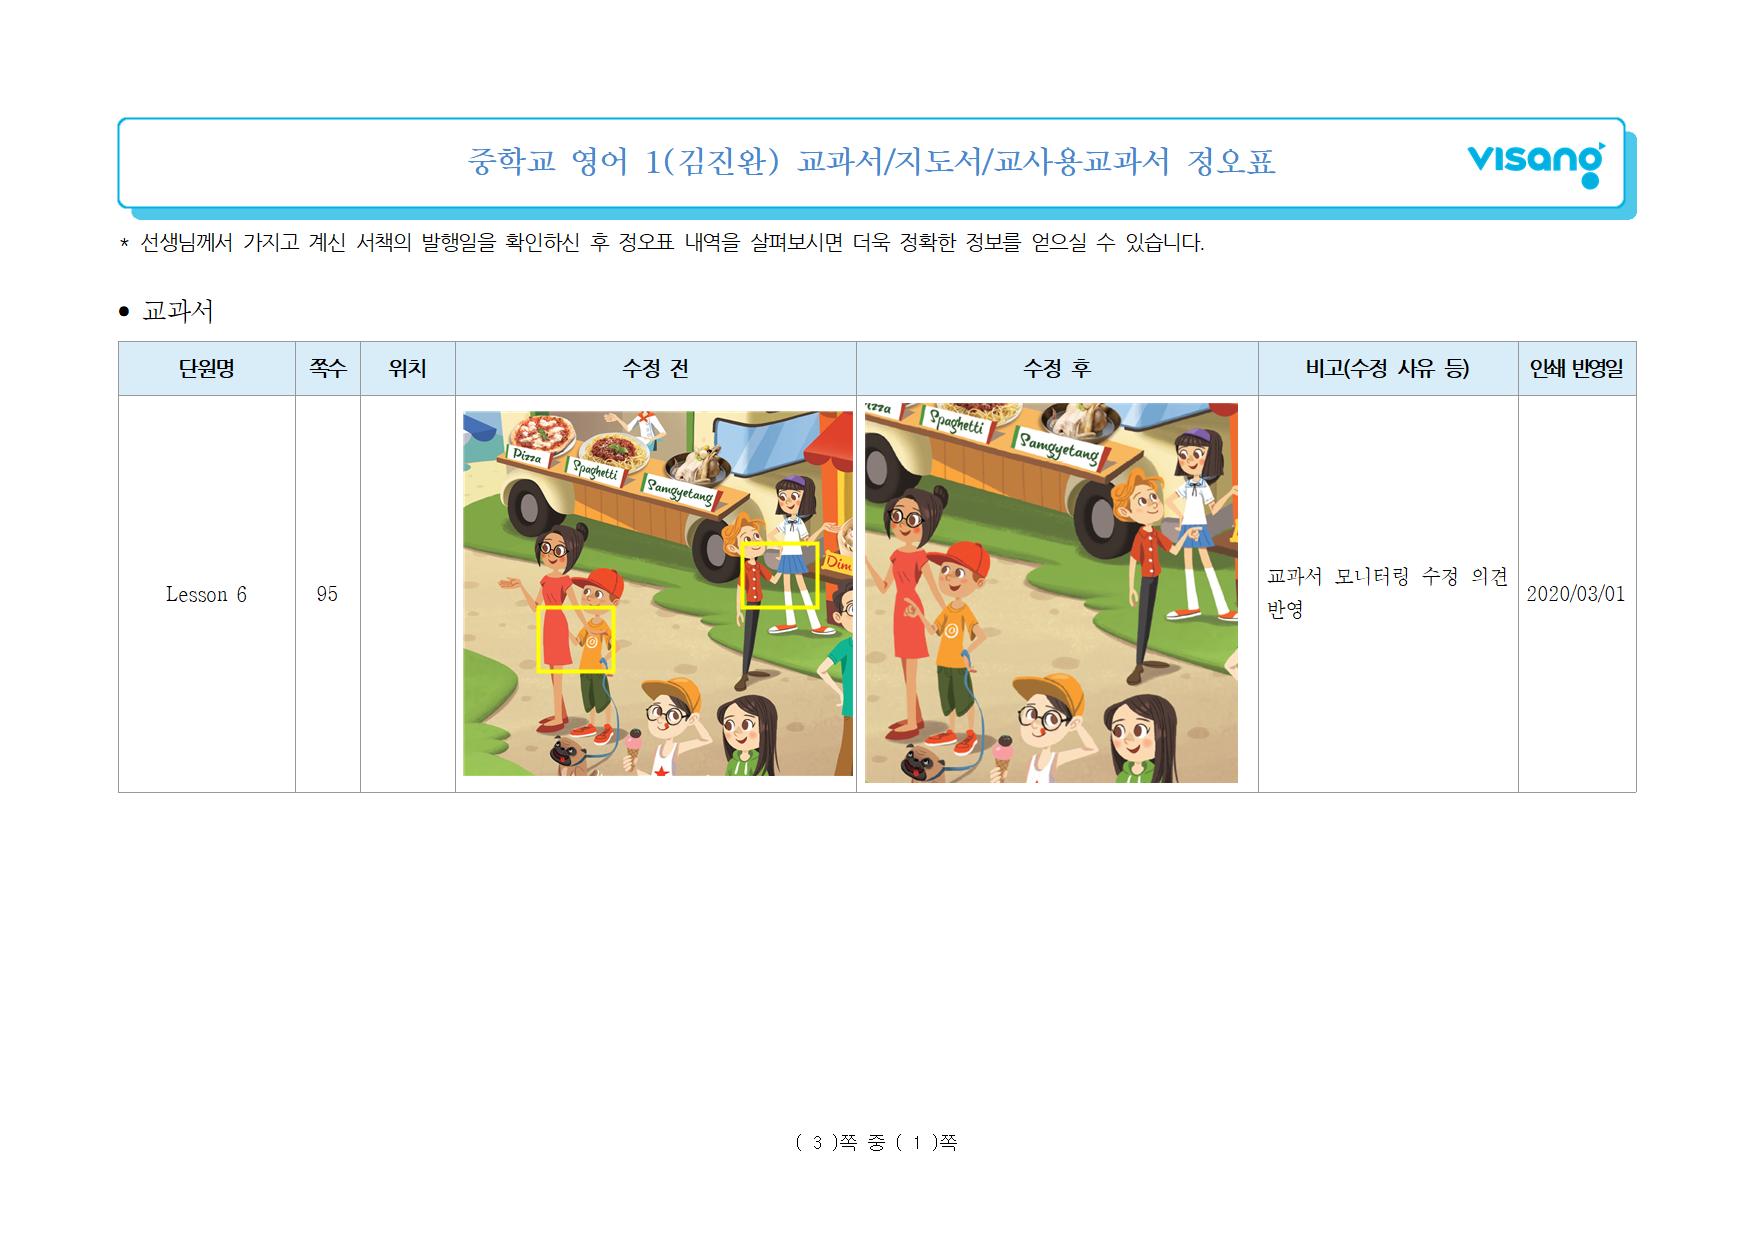 중학교 영어 1(김진완) 교과서/지도서/교사용교과서 정오표
visang
* 선생님께서 가지고 계신 서책의 발행일을 확인하신 후 정오표 내역을 살펴보시면 더욱 정확한 정보를 얻으실 수 있습니다.
• 교과서
단원명 쪽수 위치 수정 전 수정 후 비고(수정 사유 등) 인쇄 반영일
Pizza
Spaghetti
Samgyetang
Dim
izza
Spaghetti
Samgyetang
Lesson 6
95
교과서 모니터링 수정 의견
반영
2020/03/01
( 3 )쪽 중 ( 1 )쪽